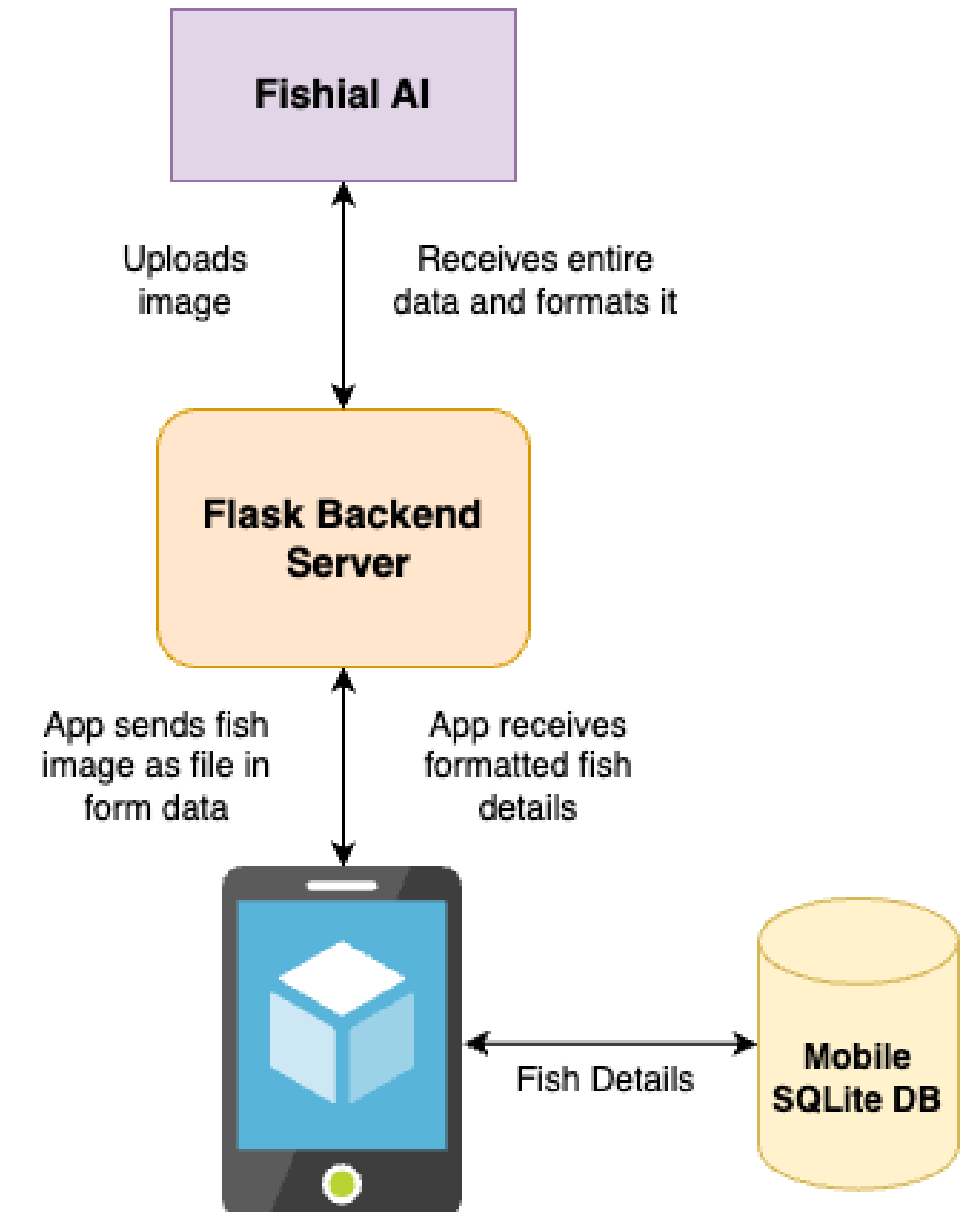 Fishial AI
Uploads
image
Receives entire
data and formats it
Flask Backend
Server
App sends fish
image as file in
form data
App receives
formatted fish
details
Fish Details
Mobile
SQLite DB